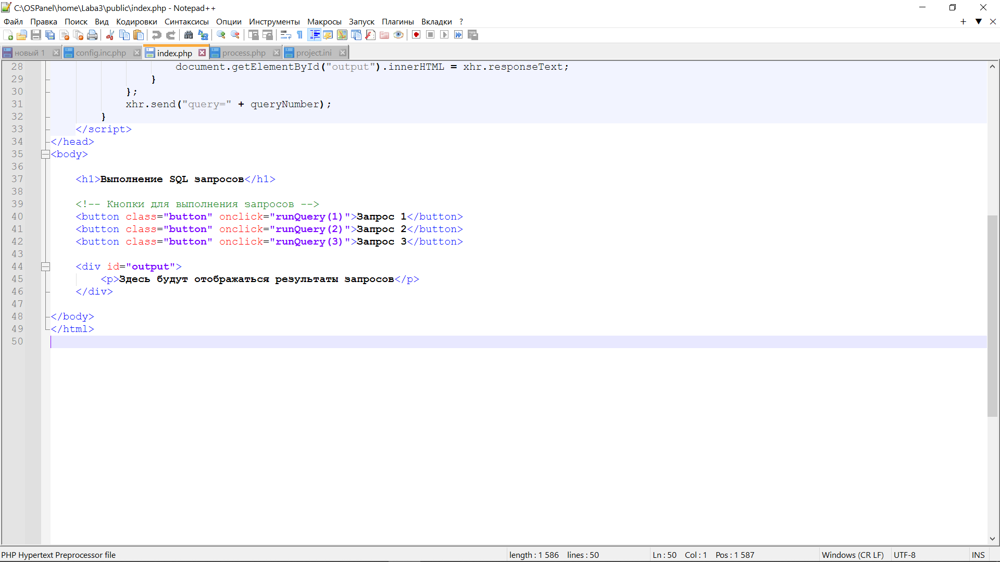 C:\OSPanel\home\Laba3\public\index.php - Notepad++
Файл Правка Поиск Вид Кодировки Синтаксисы Опции Инструменты Макросы Запуск Плагины Вкладки ?
новый 1 config.inc.php index.php process.php project.ini
28 document.getElementById("output").innerHTML = xhr.responseText;
29 }
30 };
31 xhr.send("query=" + queryNumber);
32 }
33 </script>
34 </head>
35 <body>
36
37 <h1>Выполнение SQL запросов</h1>
38
39 <!-- Кнопки для выполнения запросов -->
40 <button class="button" onclick="runQuery(1)">Запрос 1</button>
41 <button class="button" onclick="runQuery(2)">Запрос 2</button>
42 <button class="button" onclick="runQuery(3)">Запрос 3</button>
43
44 <div id="output">
45 <p>Здесь будут отображаться результаты запросов</p>
46 </div>
47
48 </body>
49 </html>
50
PHP Hypertext Preprocessor file length : 1 586 lines : 50 Ln : 50 Col : 1 Pos : 1 587 Windows (CR LF) UTF-8 INS